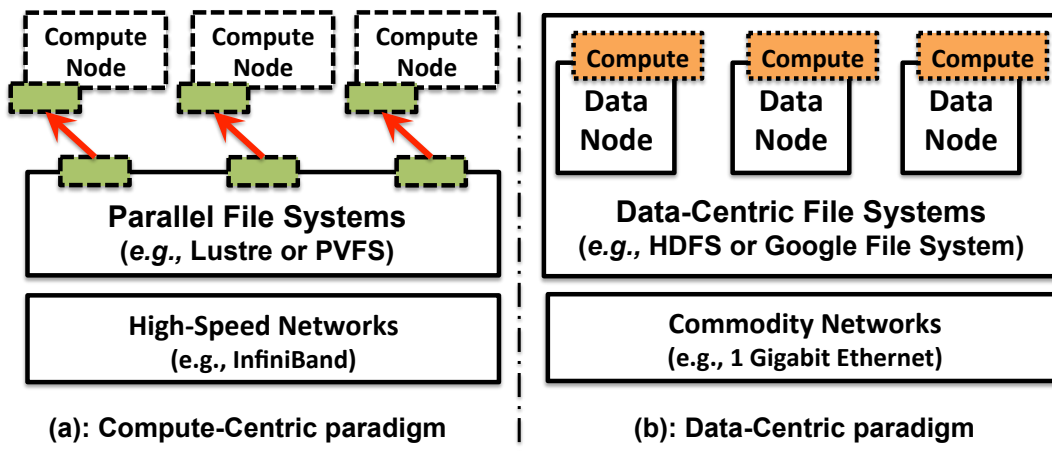 Compute
Node
Compute
Node
Compute
Node
Parallel File Systems
(e.g., Lustre or PVFS)
High-Speed Networks
(e.g., InfiniBand)
(a): Compute-Centric paradigm
Compute
Data
Node
Compute
Data
Node
Compute
Data
Node
Data-Centric File Systems
(e.g., HDFS or Google File System)
Commodity Networks
(e.g., 1 Gigabit Ethernet)
(b): Data-Centric paradigm